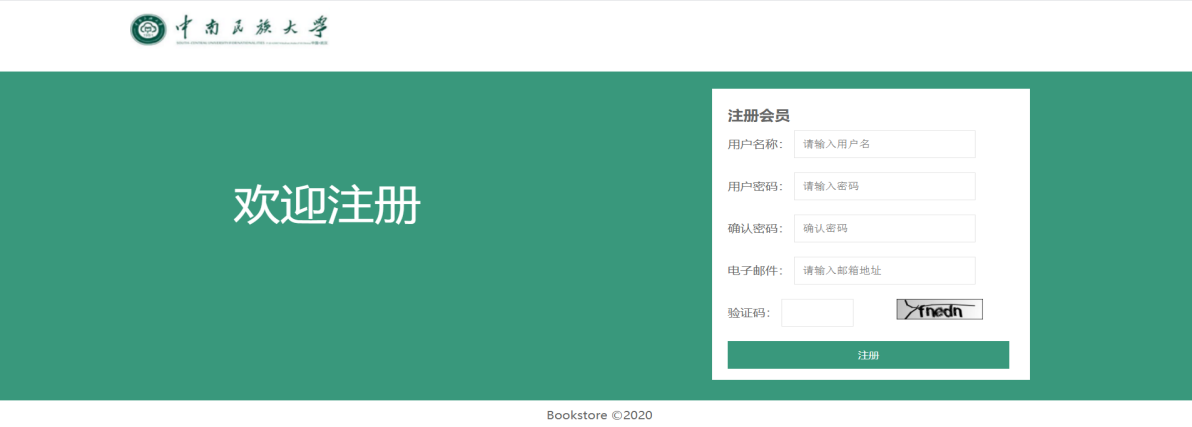 中南民族大学
欢迎注册
注册会员
用户名称： 请输入用户名
用户密码： 请输入密码
确认密码： 确认密码
电子邮件： 请输入邮箱地址
验证码：
注册
Bookstore ©2020